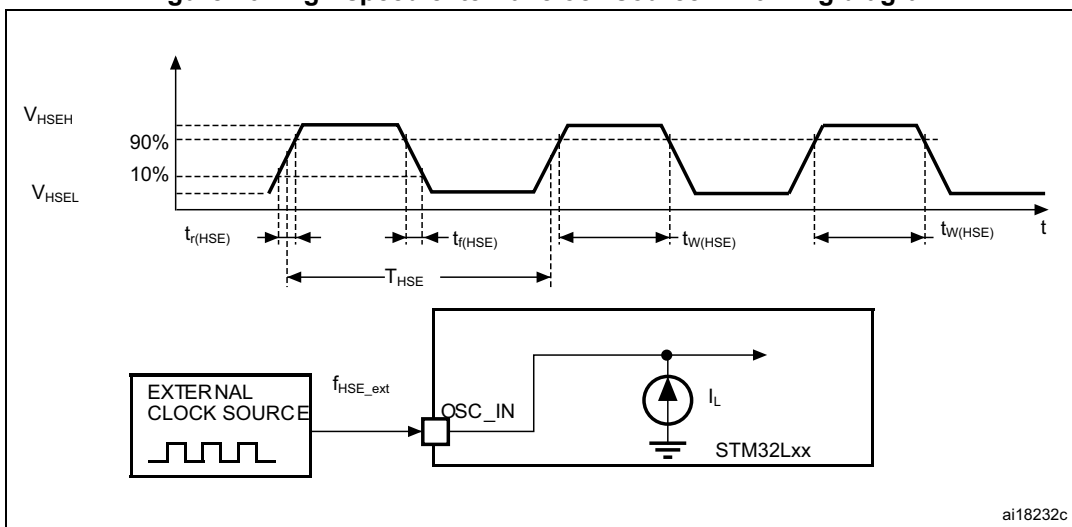 V_HSEH
90%
10%
V_HSEL
t_r(HSE)
t_f(HSE)
t_W(HSE)
t_W(HSE)
t
T_HSE
EXTERNAL
CLOCK SOURCE
f_HSE_ext
OSC_IN
I_L
STM32Lxx
ai18232c